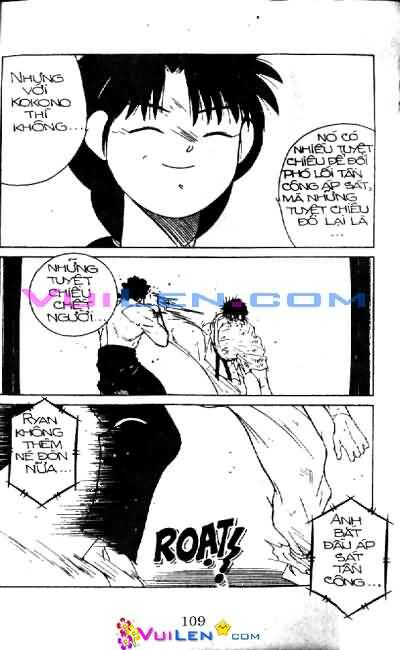 NHƯNG
VỚI
KOKONO
THÌ
KHÔNG....
NÓ CÓ
NHIỀU TUYỆT
CHIÊU ĐỂ ĐỐI
PHÓ LỐI TẤN
CÔNG ÁP SÁT,
MÀ NHỮNG
TUYỆT CHIÊU
ĐÓ LẠI LÀ
...
NHỮNG
TUYỆT
CHIÊU
CHẾT
NGƯỜI...
VUILEN.COM
RYAN
KHÔNG
THÈM
NÉ ĐÒN
NỮA...
ROẠT!
ANH
BẮT
ĐẦU ÁP
SÁT
TẤN
CÔNG...
109
VUILEN.COM